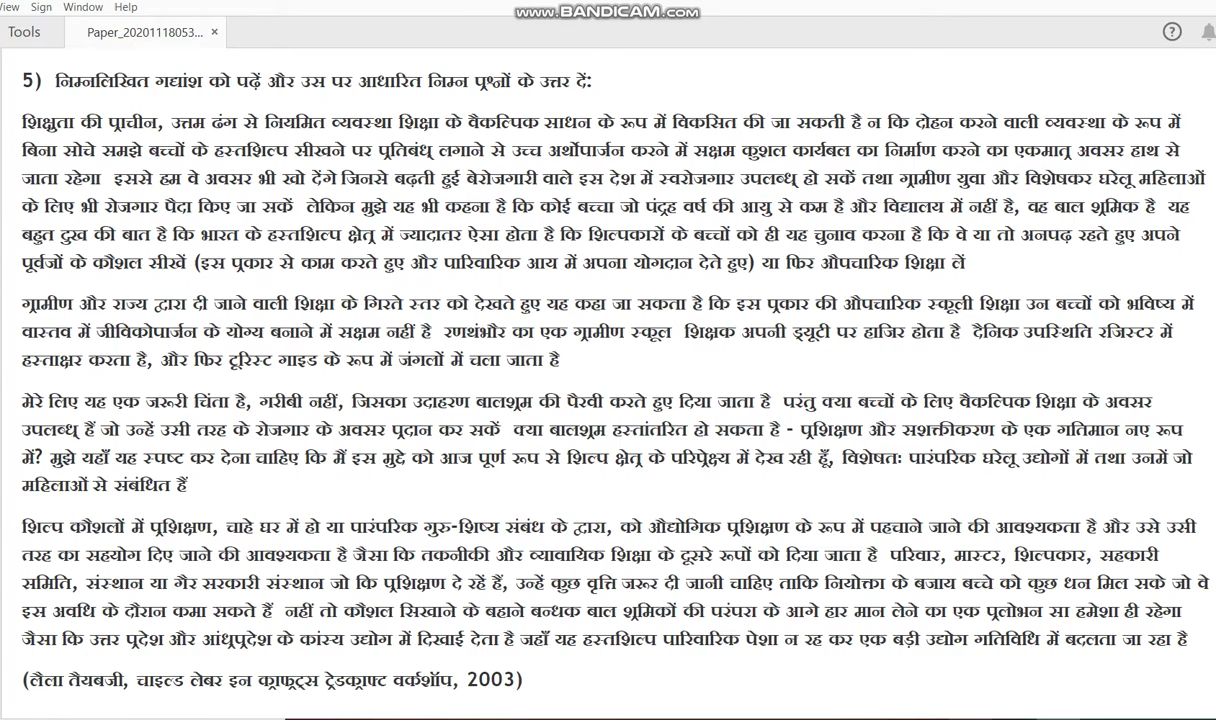 View Sign Window Help
www.BANDICAM.com
Tools Paper_20201118053... ×
5) निम्नलिखित गद्यांश को पढ़ें और उस पर आधारित निम्न प्रश्नों के उत्तर दें:
शिक्षुता की प्राचीन, उत्तम ढंग से नियमित व्यवस्था शिक्षा के वैकल्पिक साधन के रूप में विकसित की जा सकती है न कि दोहन करने वाली व्यवस्था के रूप में
बिना सोचे समझे बच्चों के हस्तशिल्प सीखने पर प्रतिबंध् लगाने से उच्च अर्थोपार्जन करने में सक्षम कुशल कार्यबल का निर्माण करने का एकमात्र अवसर हाथ से
जाता रहेगा इससे हम वे अवसर भी खो देंगे जिनसे बढ़ती हुई बेरोजगारी वाले इस देश में स्वरोजगार उपलब्ध् हो सकें तथा ग्रामीण युवा और विशेषकर घरेलू महिलाओं
के लिए भी रोजगार पैदा किए जा सकें लेकिन मुझे यह भी कहना है कि कोई बच्चा जो पंद्रह वर्ष की आयु से कम है और विद्यालय में नहीं है, वह बाल श्रमिक है यह
बहुत दुख की बात है कि भारत के हस्तशिल्प क्षेत्र में ज्यादातर ऐसा होता है कि शिल्पकारों के बच्चों को ही यह चुनाव करना है कि वे या तो अनपढ़ रहते हुए अपने
पूर्वजों के कौशल सीखें (इस प्रकार से काम करते हुए और पारिवारिक आय में अपना योगदान देते हुए) या फिर औपचारिक शिक्षा लें
ग्रामीण और राज्य द्वारा दी जाने वाली शिक्षा के गिरते स्तर को देखते हुए यह कहा जा सकता है कि इस प्रकार की औपचारिक स्कूली शिक्षा उन बच्चों को भविष्य में
वास्तव में जीविकोपार्जन के योग्य बनाने में सक्षम नहीं है रणथंभौर का एक ग्रामीण स्कूल शिक्षक अपनी ड्यूटी पर हाजिर होता है दैनिक उपस्थिति रजिस्टर में
हस्ताक्षर करता है, और फिर टूरिस्ट गाइड के रूप में जंगलों में चला जाता है
मेरे लिए यह एक जरूरी चिंता है, गरीबी नहीं, जिसका उदाहरण बालश्रम की पैरवी करते हुए दिया जाता है परंतु क्या बच्चों के लिए वैकल्पिक शिक्षा के अवसर
उपलब्ध् हैं जो उन्हें उसी तरह के रोजगार के अवसर प्रदान कर सकें क्या बालश्रम हस्तांतरित हो सकता है - प्रशिक्षण और सशक्तीकरण के एक गतिमान नए रूप
में? मुझे यहाँ यह स्पष्ट कर देना चाहिए कि मैं इस मुद्दे को आज पूर्ण रूप से शिल्प क्षेत्र के परिप्रेक्ष्य में देख रही हूँ, विशेषतः पारंपरिक घरेलू उद्योगों में तथा उनमें जो
महिलाओं से संबंधित हैं
शिल्प कौशलों में प्रशिक्षण, चाहे घर में हो या पारंपरिक गुरु-शिष्य संबंध के द्वारा, को औद्योगिक प्रशिक्षण के रूप में पहचाने जाने की आवश्यकता है और उसे उसी
तरह का सहयोग दिए जाने की आवश्यकता है जैसा कि तकनीकी और व्यावायिक शिक्षा के दूसरे रूपों को दिया जाता है परिवार, मास्टर, शिल्पकार, सहकारी
समिति, संस्थान या गैर सरकारी संस्थान जो कि प्रशिक्षण दे रहें हैं, उन्हें कुछ वृत्ति जरूर दी जानी चाहिए ताकि नियोक्ता के बजाय बच्चे को कुछ धन मिल सके जो वे
इस अवधि के दौरान कमा सकते हैं नहीं तो कौशल सिखाने के बहाने बन्धक बाल श्रमिकों की परंपरा के आगे हार मान लेने का एक प्रलोभन सा हमेशा ही रहेगा
जैसा कि उत्तर प्रदेश और आंध्रप्रदेश के कांस्य उद्योग में दिखाई देता है जहाँ यह हस्तशिल्प पारिवारिक पेशा न रह कर एक बड़ी उद्योग गतिविधि में बदलता जा रहा है
(लैला तैयबजी, चाइल्ड लेबर इन क्राफ्ट्स ट्रेडक्राफ्ट वर्कशॉप, 2003)